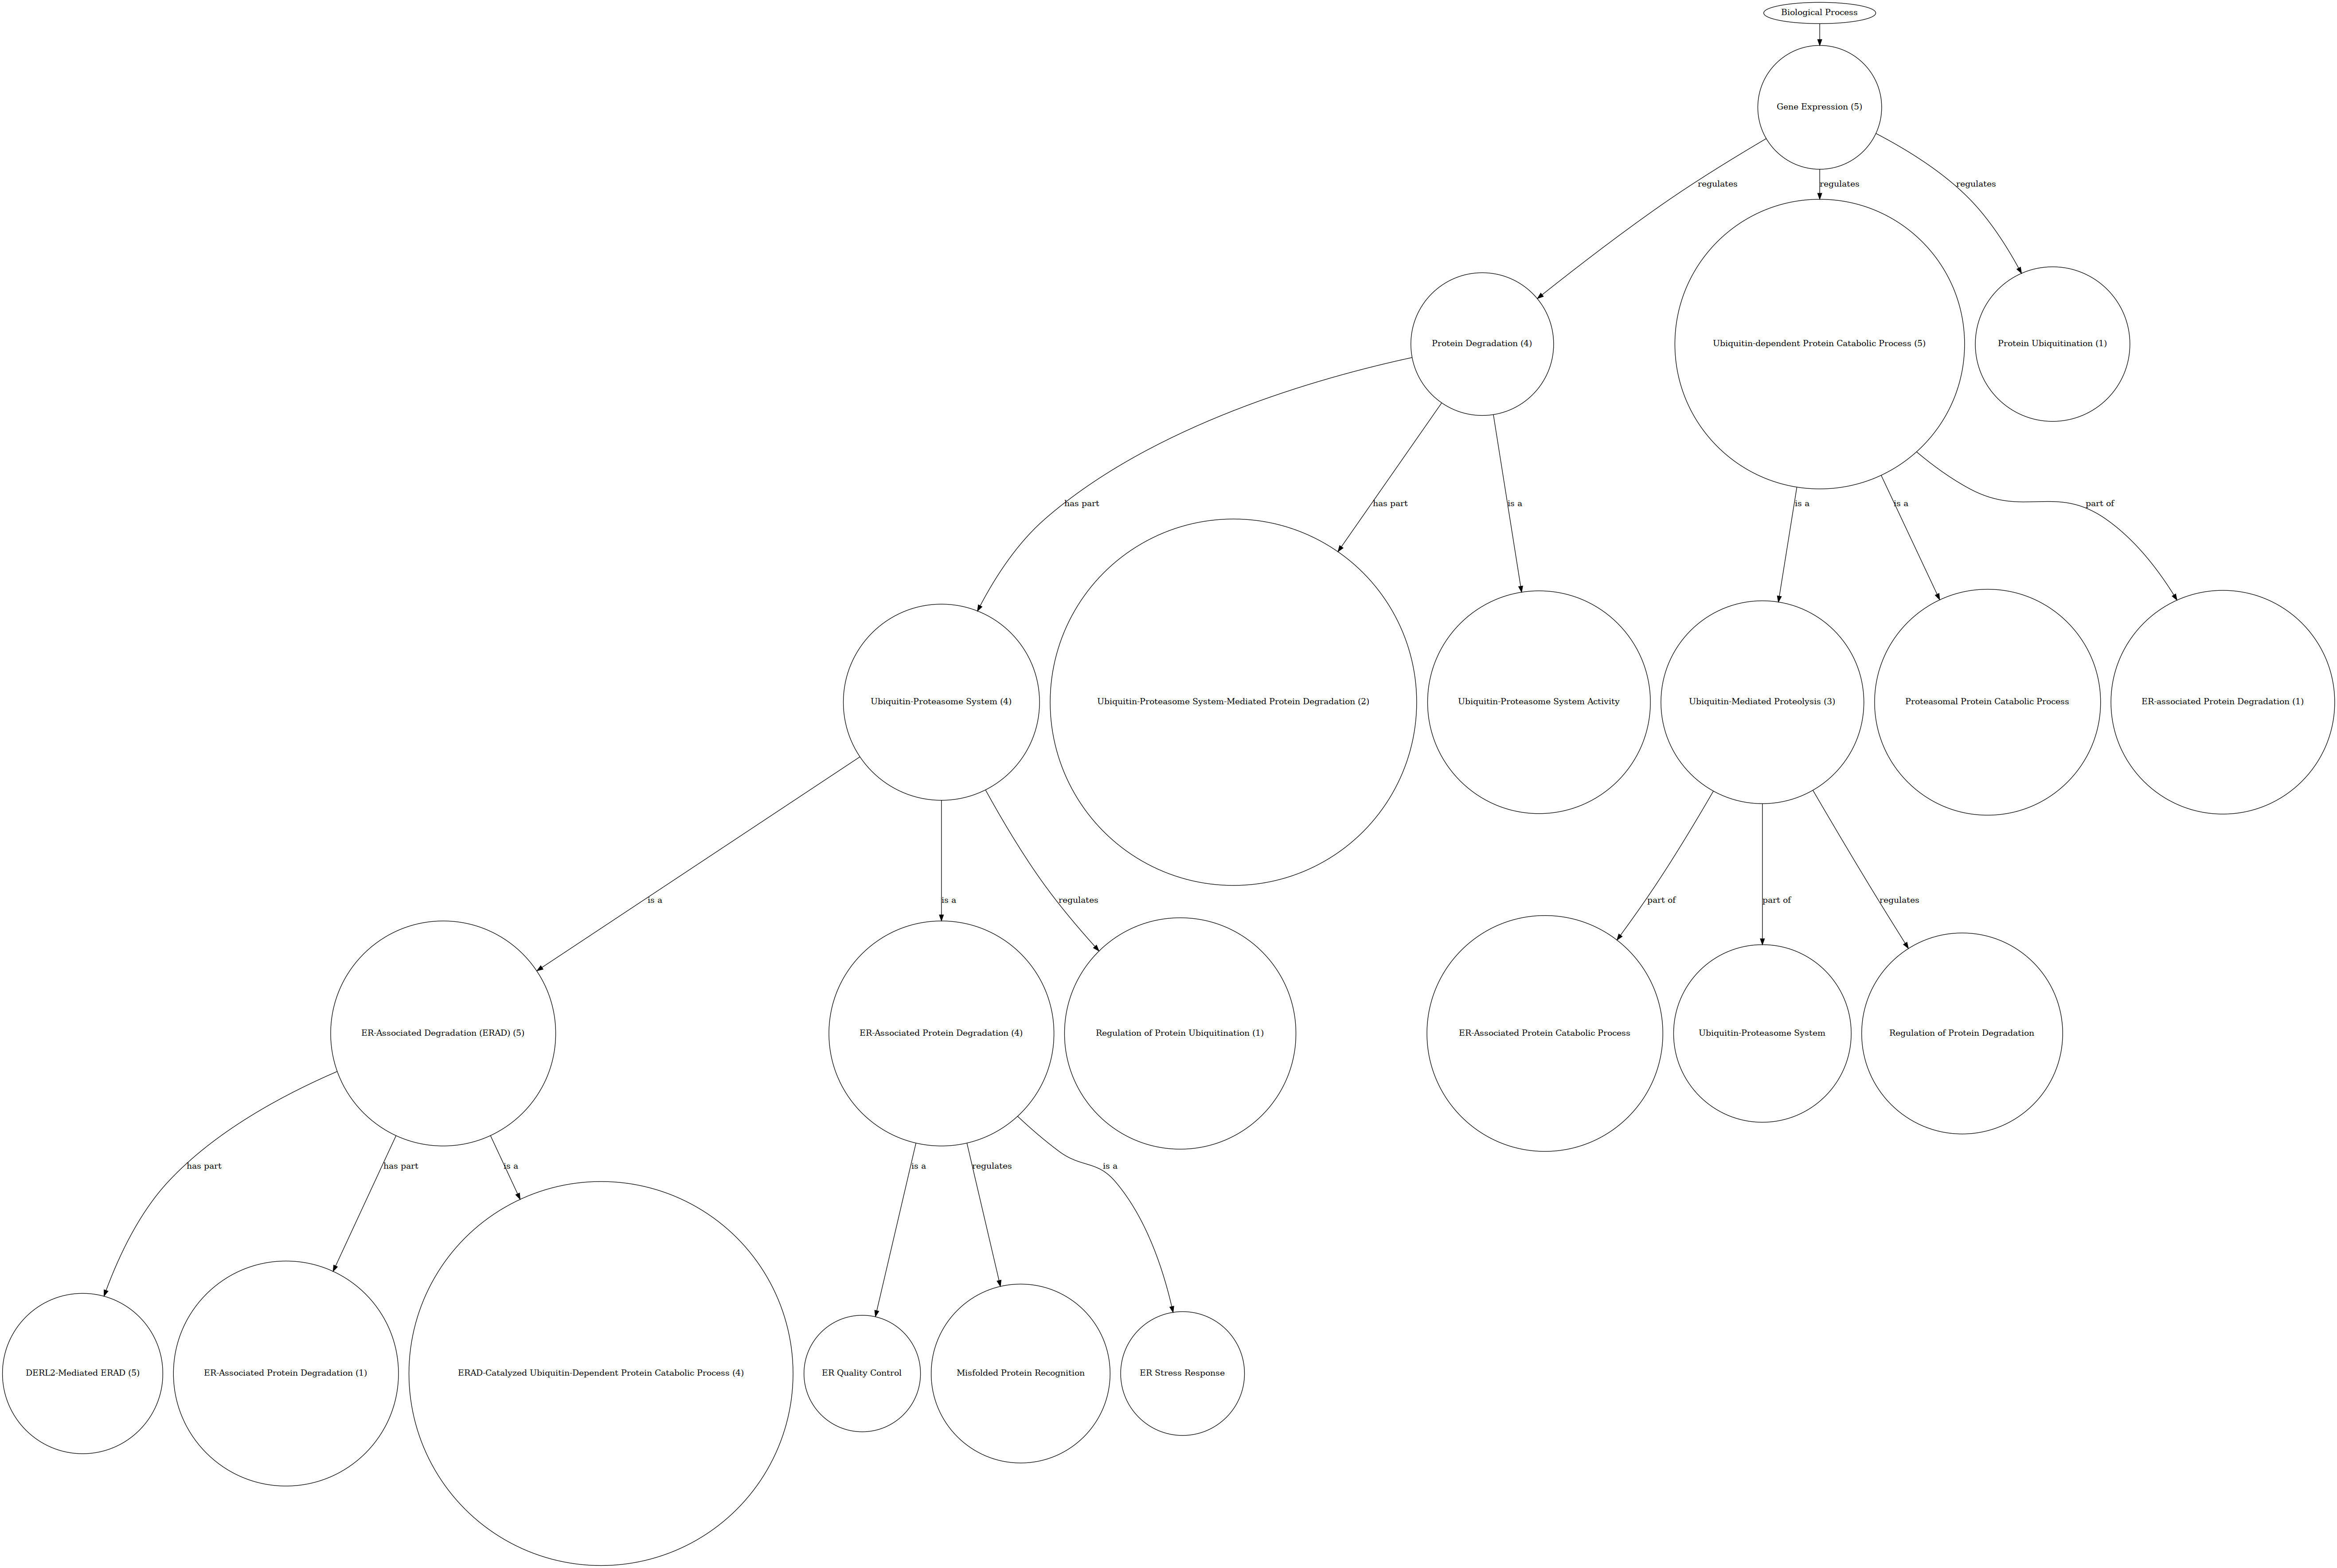 Biological Process
Gene Expression (5)
regulates
regulates
regulates
Protein Degradation (4)
Ubiquitin-dependent Protein Catabolic Process (5)
Protein Ubiquitination (1)
has part
has part
is a
is a
is a
part of
Ubiquitin-Proteasome System (4)
Ubiquitin-Proteasome System-Mediated Protein Degradation (2)
Ubiquitin-Proteasome System Activity
Ubiquitin-Mediated Proteolysis (3)
Proteasomal Protein Catabolic Process
ER-associated Protein Degradation (1)
is a
is a
regulates
part of
part of
regulates
ER-Associated Degradation (ERAD) (5)
ER-Associated Protein Degradation (4)
Regulation of Protein Ubiquitination (1)
ER-Associated Protein Catabolic Process
Ubiquitin-Proteasome System
Regulation of Protein Degradation
has part
has part
is a
is a
regulates
is a
DERL2-Mediated ERAD (5)
ER-Associated Protein Degradation (1)
ERAD-Catalyzed Ubiquitin-Dependent Protein Catabolic Process (4)
ER Quality Control
Misfolded Protein Recognition
ER Stress Response